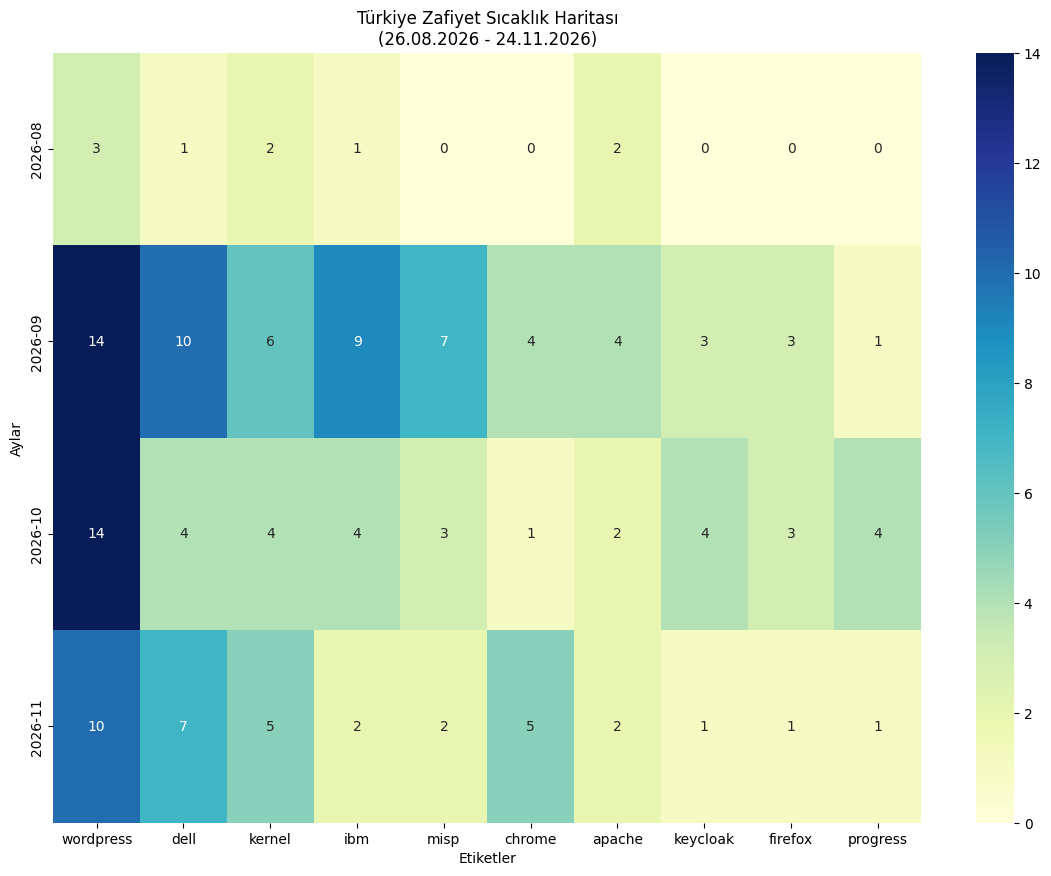 Türkiye Zafiyet Sıcaklık Haritası
(26.08.2026 - 24.11.2026)
Aylar
2026-08
3 1 2 1 0 0 2 0 0 0
2026-09
14 10 6 9 7 4 4 3 3 1
2026-10
14 4 4 4 3 1 2 4 3 4
2026-11
10 7 5 2 2 5 2 1 1 1
wordpress dell kernel ibm misp chrome apache keycloak firefox progress
Etiketler
14
12
10
8
6
4
2
0